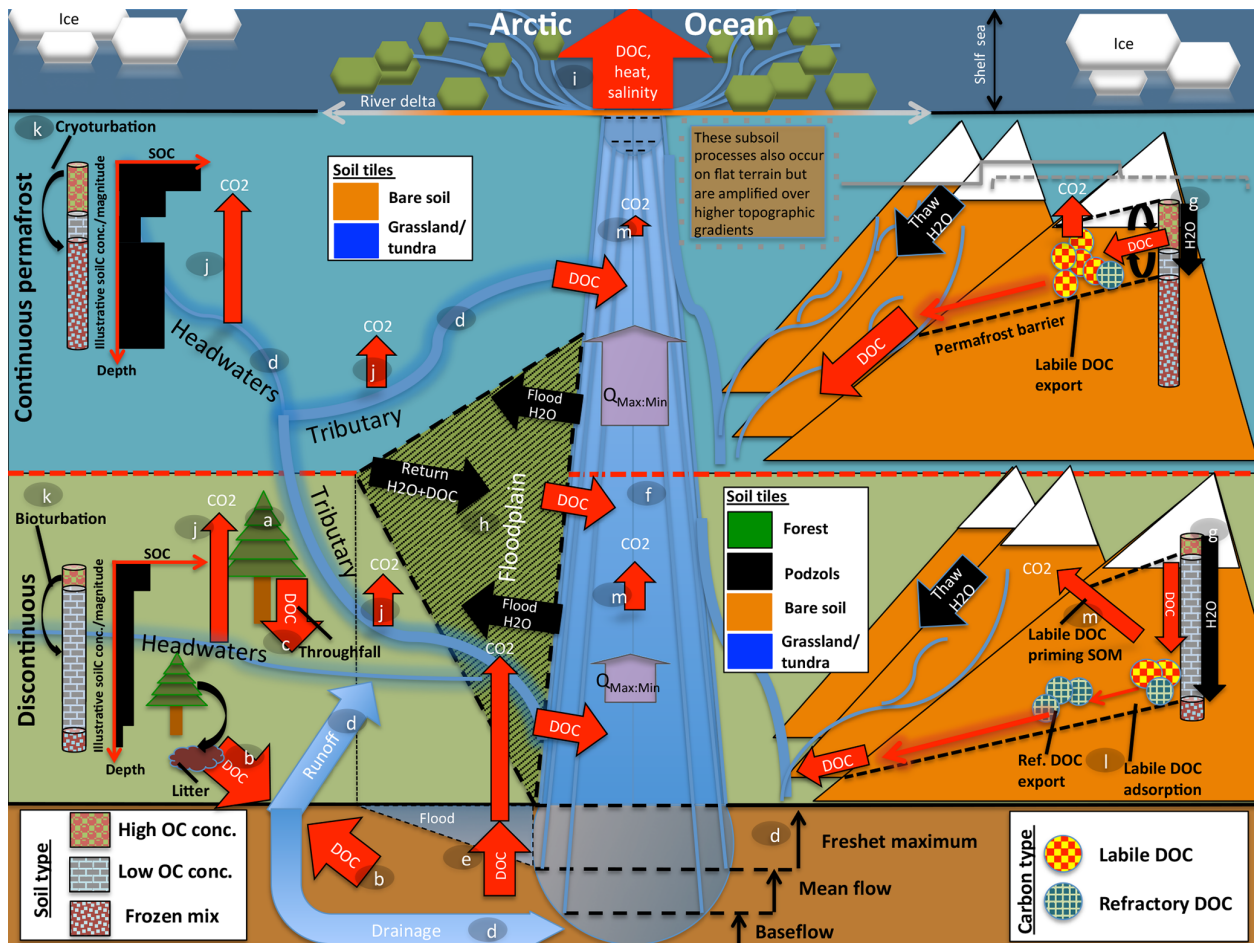 Ice
Arctic Ocean
DOC,
heat,
salinity
i
Shelf sea
Ice
River delta
k
Cryoturbation
SOC
Illustrative soilC conc./magnitude
Depth
CO2
j
Continuous permafrost
Soil tiles
Bare soil
Grassland/
tundra
These subsoil
processes also occur
on flat terrain but
are amplified over
higher topographic
gradients
CO2
m
DOC
d
Headwaters
d
CO2
j
Tributary
Flood
H2O
QMax:Min
Thaw
H2O
CO2
g
H2O
DOC
DOC
Permafrost barrier
Labile DOC
export
Return
H2O+DOC
h
Floodplain
DOC
f
CO2
m
Flood
H2O
QMax:Min
k
Bioturbation
SOC
Illustrative soilC conc./magnitude
Depth
Discontinuous
CO2
j
a
DOC
c
Throughfall
Headwaters
Tributary
CO2
j
Litter
b
DOC
Runoff
d
CO2
DOC
Soil tiles
Forest
Podzols
Bare soil
Grassland/
tundra
Thaw
H2O
CO2
g
H2O
DOC
m
Labile DOC
priming SOM
Ref. DOC
export
l
Labile DOC
adsorption
DOC
Soil type
High OC conc.
Low OC conc.
Frozen mix
DOC
b
Flood
e
DOC
Drainage
d
d
Freshet maximum
Mean flow
Baseflow
Carbon type
Labile DOC
Refractory DOC